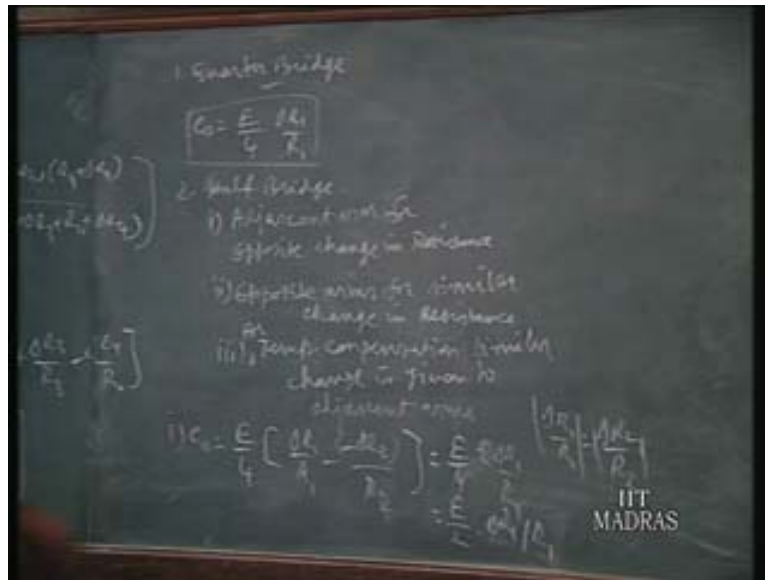 1. Quarter Bridge
e₀ = E/4 ΔR₁/R₁
2. Half Bridge
i) Adjacent arms for
opposite change in Resistance
ii) Opposite arms for similar
change in Resistance
iii) For Temp. compensation similar
change is given to
adjacent arms
i) e₀ = E/4 [ΔR₁/R₁ - (-ΔR₂)/R₂] = E/4 2ΔR₁/R₁ |ΔR₁/R₁| = |ΔR₂/R₂|
= E/2 ΔR₁/R₁
IIT
MADRAS